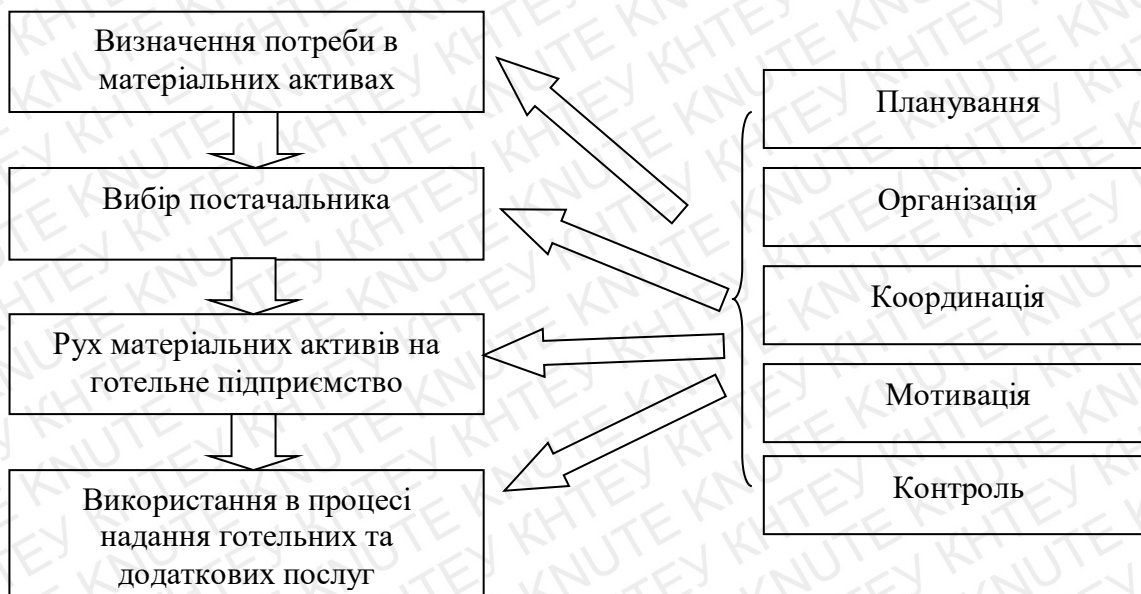 Визначення потреби в
матеріальних активах
Вибір постачальника
Рух матеріальних активів на
готельне підприємство
Використання в процесі
надання готельних та
додаткових послуг
Планування
Організація
Координація
Мотивація
Контроль